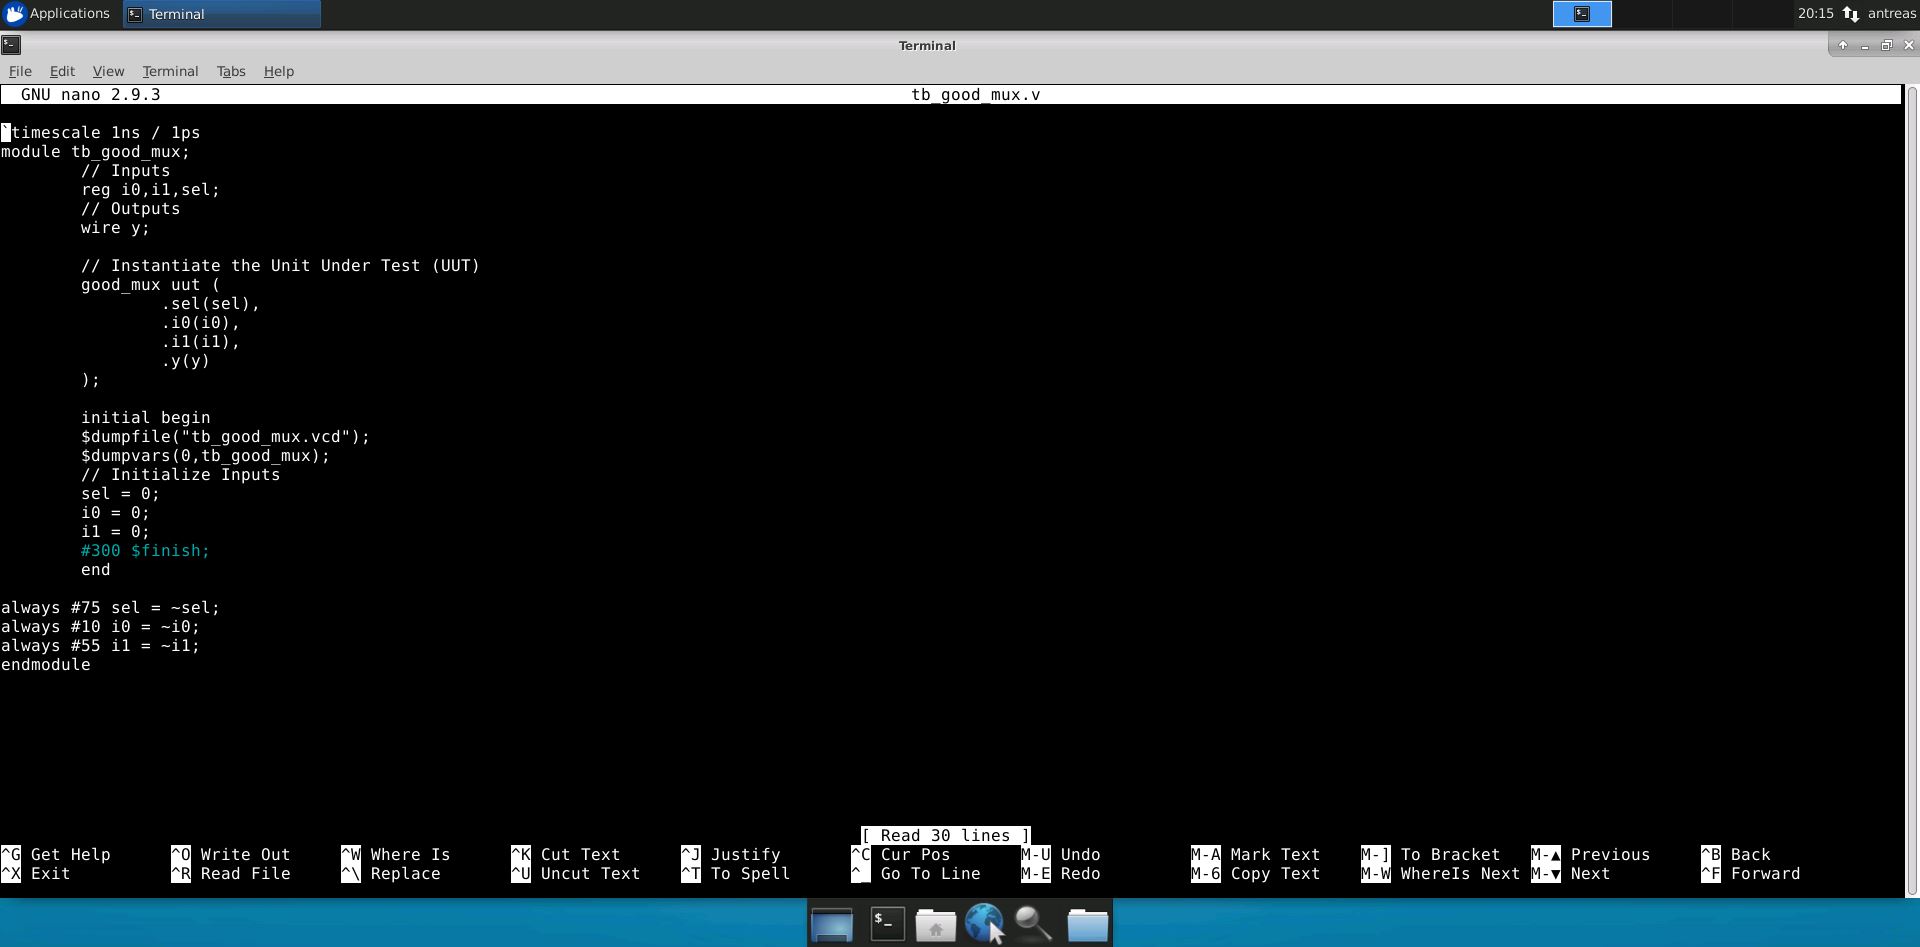 Applications Terminal 20:15 antreas
Terminal
File Edit View Terminal Tabs Help
GNU nano 2.9.3 tb_good_mux.v
`timescale 1ns / 1ps
module tb_good_mux;
// Inputs
reg i0,i1,sel;
// Outputs
wire y;
// Instantiate the Unit Under Test (UUT)
good_mux uut (
.sel(sel),
.i0(i0),
.i1(i1),
.y(y)
);
initial begin
$dumpfile("tb_good_mux.vcd");
$dumpvars(0,tb_good_mux);
// Initialize Inputs
sel = 0;
i0 = 0;
i1 = 0;
#300 $finish;
end
always #75 sel = ~sel;
always #10 i0 = ~i0;
always #55 i1 = ~i1;
endmodule
[ Read 30 lines ]
^G Get Help ^O Write Out ^W Where Is ^K Cut Text ^J Justify ^C Cur Pos M-U Undo M-A Mark Text M-] To Bracket M-▲ Previous ^B Back
^X Exit ^R Read File ^\ Replace ^U Uncut Text ^T To Spell ^_ Go To Line M-E Redo M-6 Copy Text M-W WhereIs Next M-▼ Next ^F Forward
$_